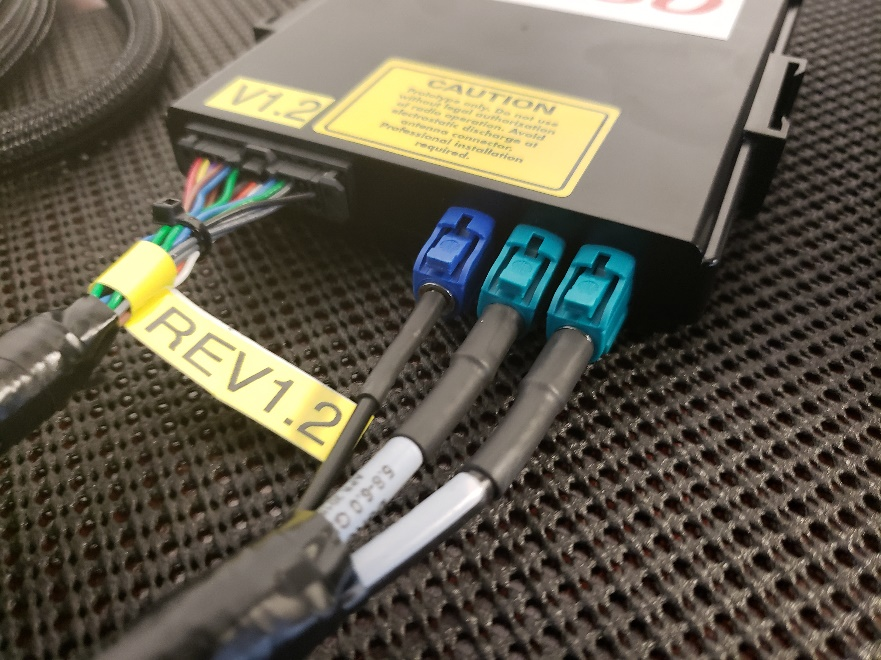 V1.2
CAUTION
Prototype only. Do not use
without legal authorization
of radio operation. Avoid
electrostatic discharge at
antenna connector.
Professional installation
required.
REV1.2